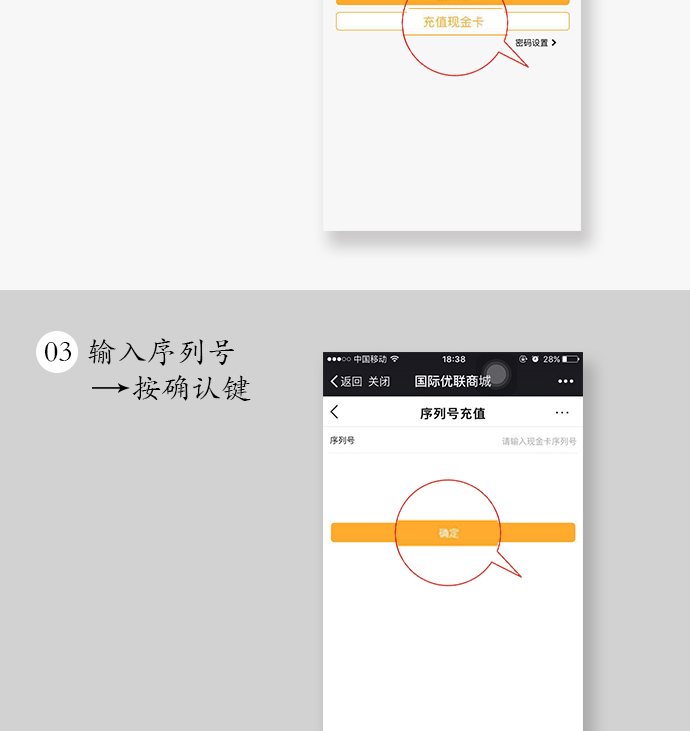 充值现金卡
密码设置 >
03 输入序列号
→按确认键
中国移动 18:38 28%
返回 关闭 国际优联商城 •••
序列号充值 ···
序列号 请输入现金卡序列号
确定